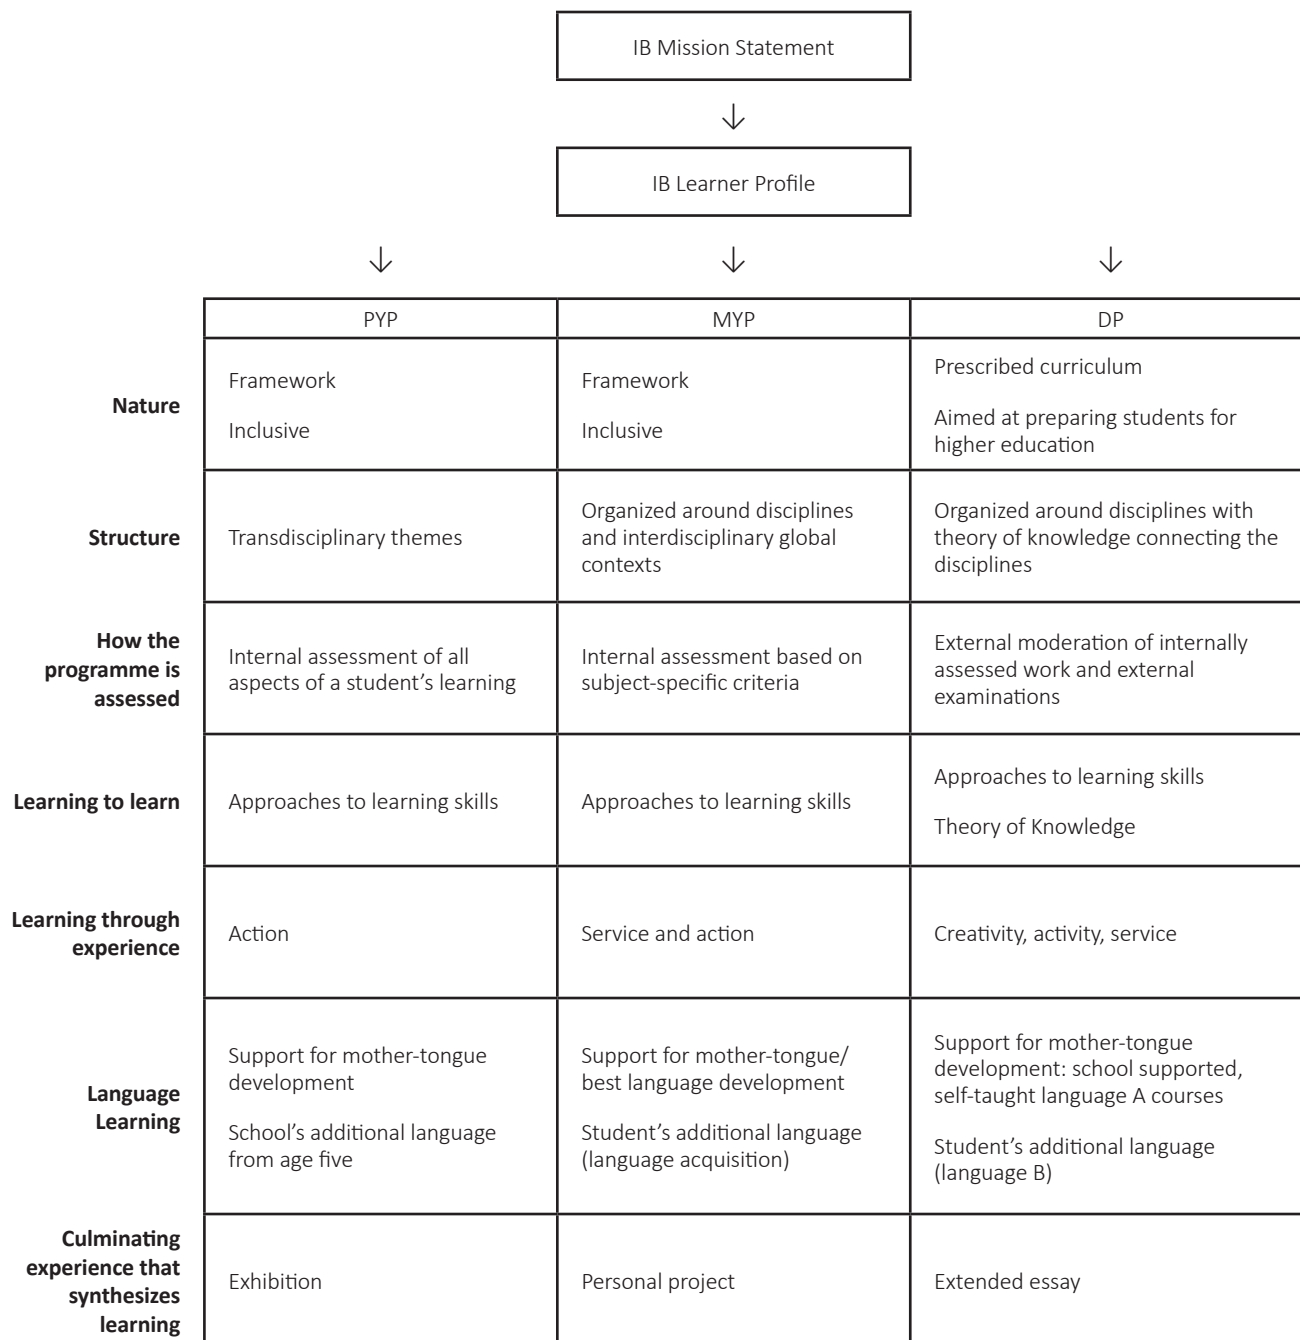 IB Mission Statement
IB Learner Profile
PYP
MYP
DP
Nature
Framework
Inclusive
Framework
Inclusive
Prescribed curriculum
Aimed at preparing students for
higher education
Structure
Transdisciplinary themes
Organized around disciplines
and interdisciplinary global
contexts
Organized around disciplines with
theory of knowledge connecting the
disciplines
How the
programme is
assessed
Internal assessment of all
aspects of a student’s learning
Internal assessment based on
subject-specific criteria
External moderation of internally
assessed work and external
examinations
Learning to learn
Approaches to learning skills
Approaches to learning skills
Approaches to learning skills
Theory of Knowledge
Learning through
experience
Action
Service and action
Creativity, activity, service
Language
Learning
Support for mother-tongue
development
School’s additional language
from age five
Support for mother-tongue/
best language development
Student’s additional language
(language acquisition)
Support for mother-tongue
development: school supported,
self-taught language A courses
Student’s additional language
(language B)
Culminating
experience that
synthesizes
learning
Exhibition
Personal project
Extended essay